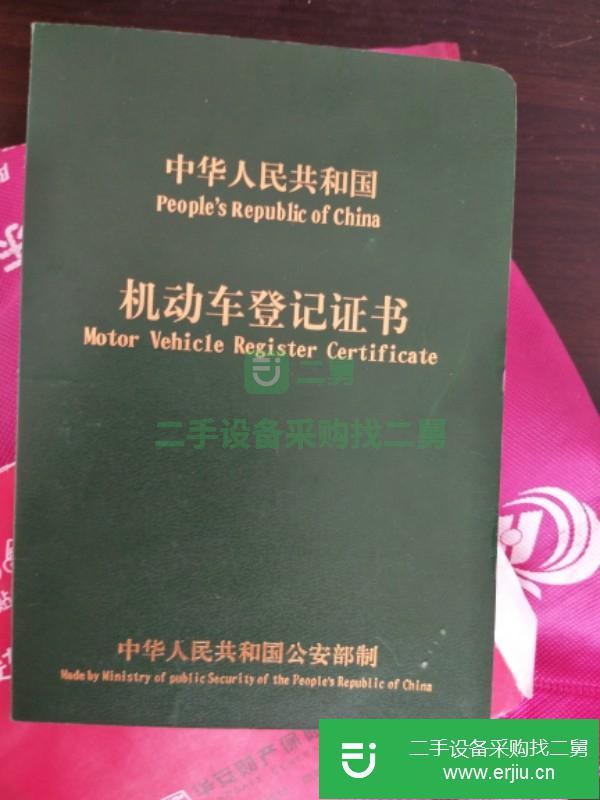 中华人民共和国
People's Republic of China
机动车登记证书
Motor Vehicle Register Certificate
二舅
二手设备采购找二舅
中华人民共和国公安部制
Made by Ministry of public Security of the People's Republic of China
二手设备采购找二舅
www.erjiu.cn